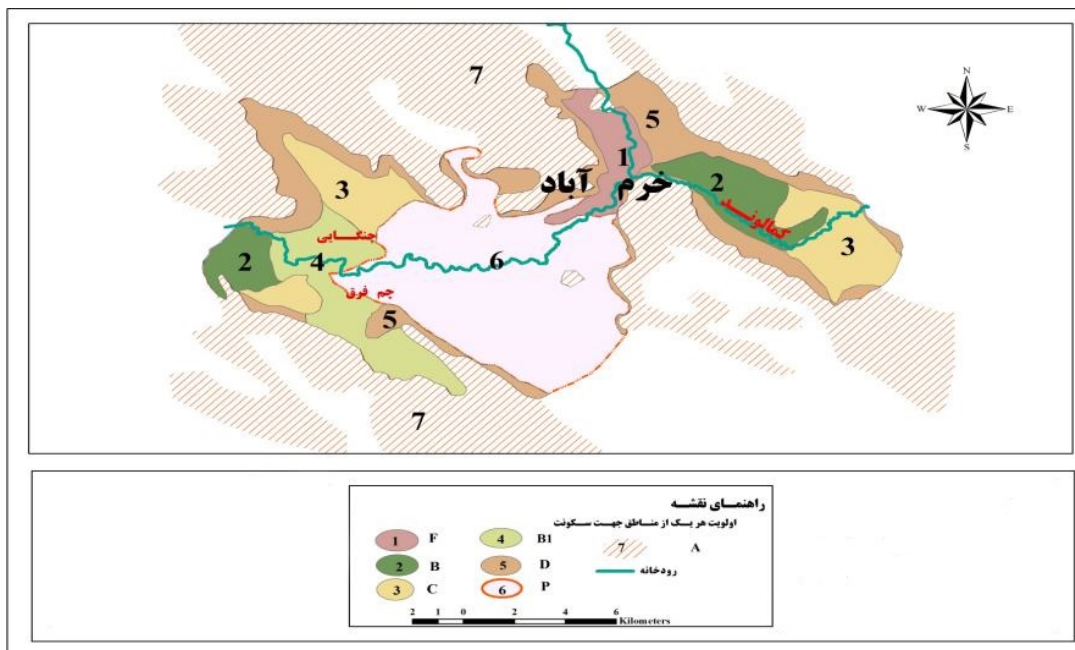 7
N
W E
S
5
1
خرم آباد
2
3
کمالوند
3
چنگایی
2
4
6
چم فرق
5
7
راهنمای نقشه
اولویت هر یک از مناطق جهت سکونت
1 F
4 B1
7 A
2 B
5 D
رودخانه
3 C
6 P
2 1 0 2 4 6
Kilometers